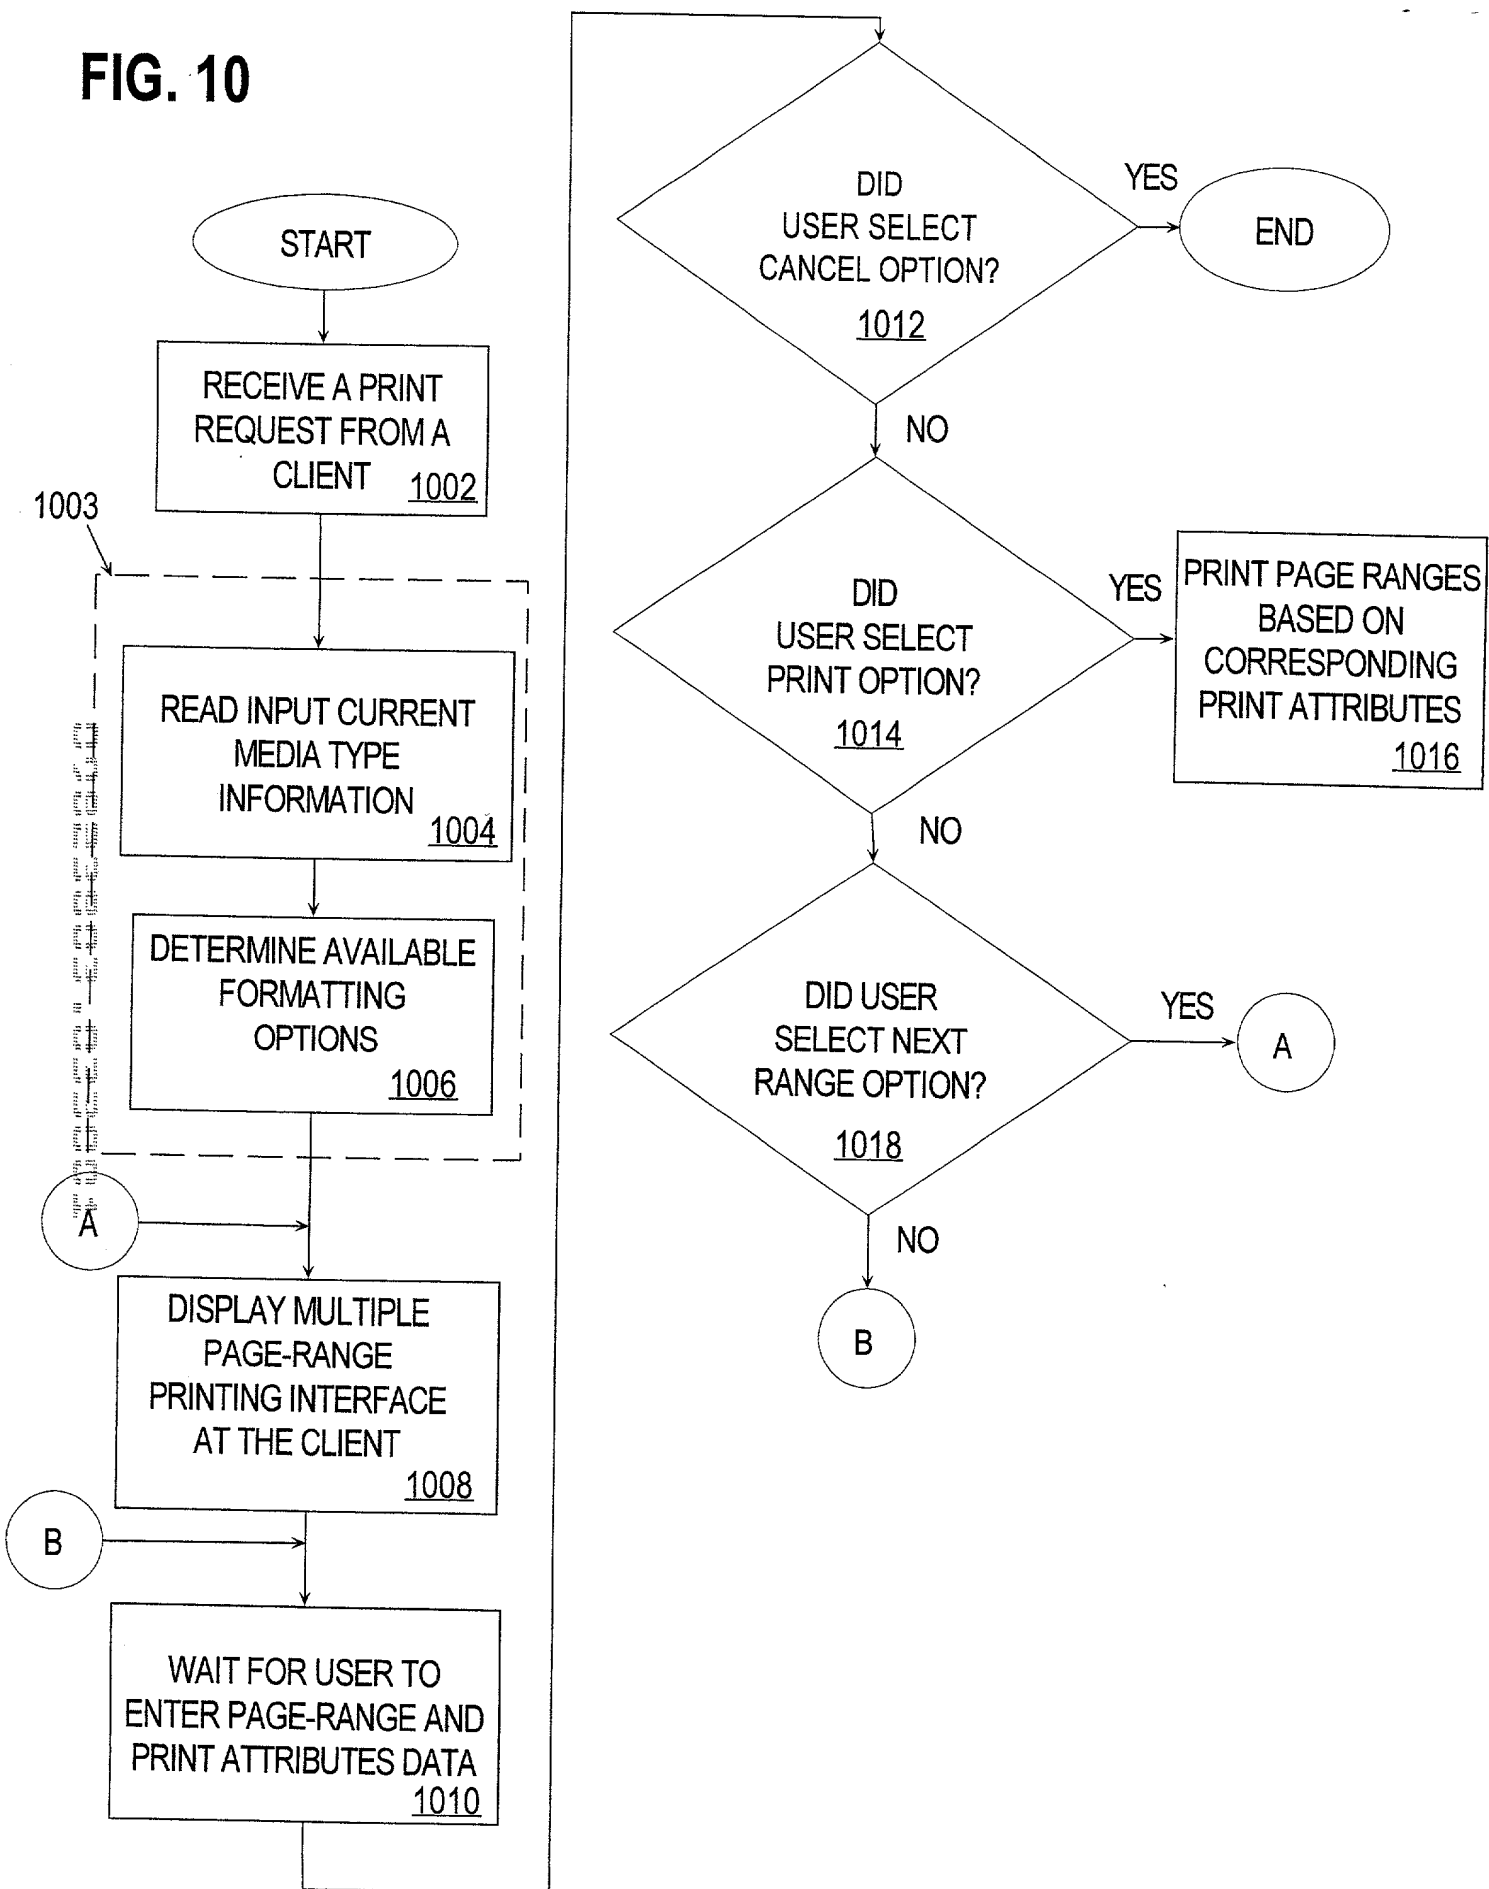 FIG. 10
START
RECEIVE A PRINT
REQUEST FROM A
CLIENT 1002
1003
READ INPUT CURRENT
MEDIA TYPE
INFORMATION
1004
DETERMINE AVAILABLE
FORMATTING
OPTIONS
1006
A
DISPLAY MULTIPLE
PAGE-RANGE
PRINTING INTERFACE
AT THE CLIENT
1008
B
WAIT FOR USER TO
ENTER PAGE-RANGE AND
PRINT ATTRIBUTES DATA
1010
DID
USER SELECT
CANCEL OPTION?
1012
YES
END
NO
DID
USER SELECT
PRINT OPTION?
1014
YES
PRINT PAGE RANGES
BASED ON
CORRESPONDING
PRINT ATTRIBUTES
1016
NO
DID USER
SELECT NEXT
RANGE OPTION?
1018
YES
A
NO
B